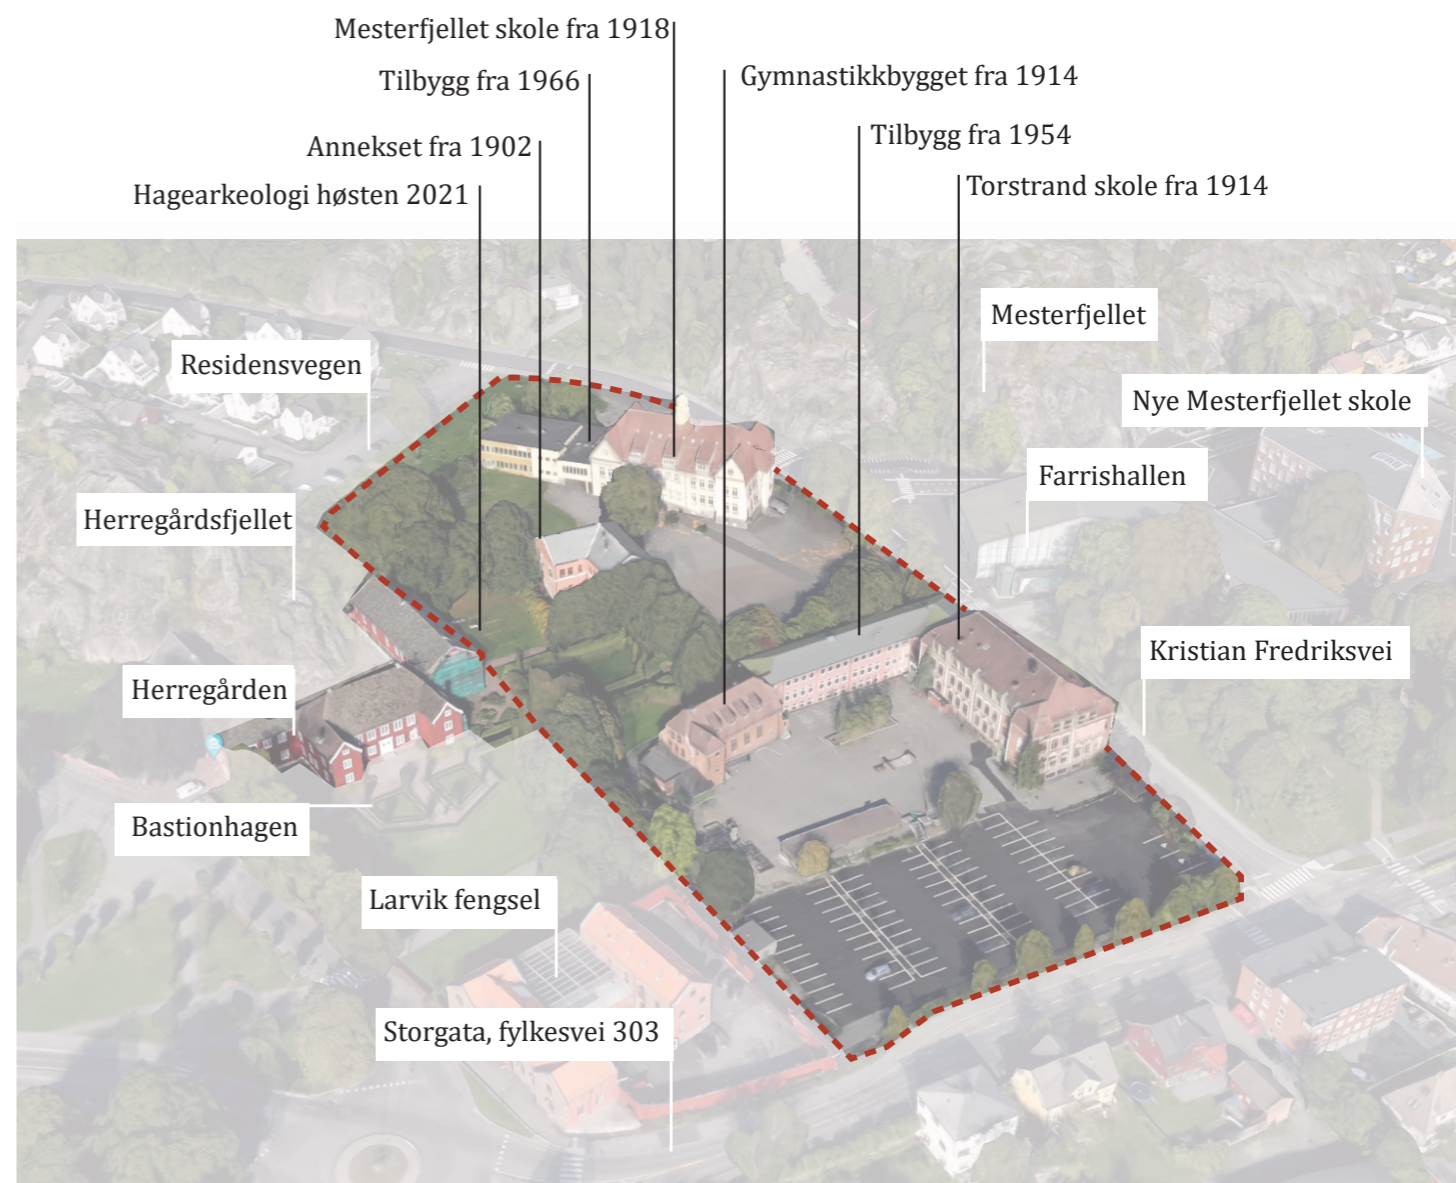 Mesterfjellet skole fra 1918
Tilbygg fra 1966
Gymnastikkbygget fra 1914
Annekset fra 1902
Tilbygg fra 1954
Hagearkeologi høsten 2021
Torstrand skole fra 1914
Mesterfjellet
Residensvegen
Nye Mesterfjellet skole
Farrishallen
Herregårdsfjellet
Kristian Fredriksvei
Herregården
Bastionhagen
Larvik fengsel
Storgata, fylkesvei 303